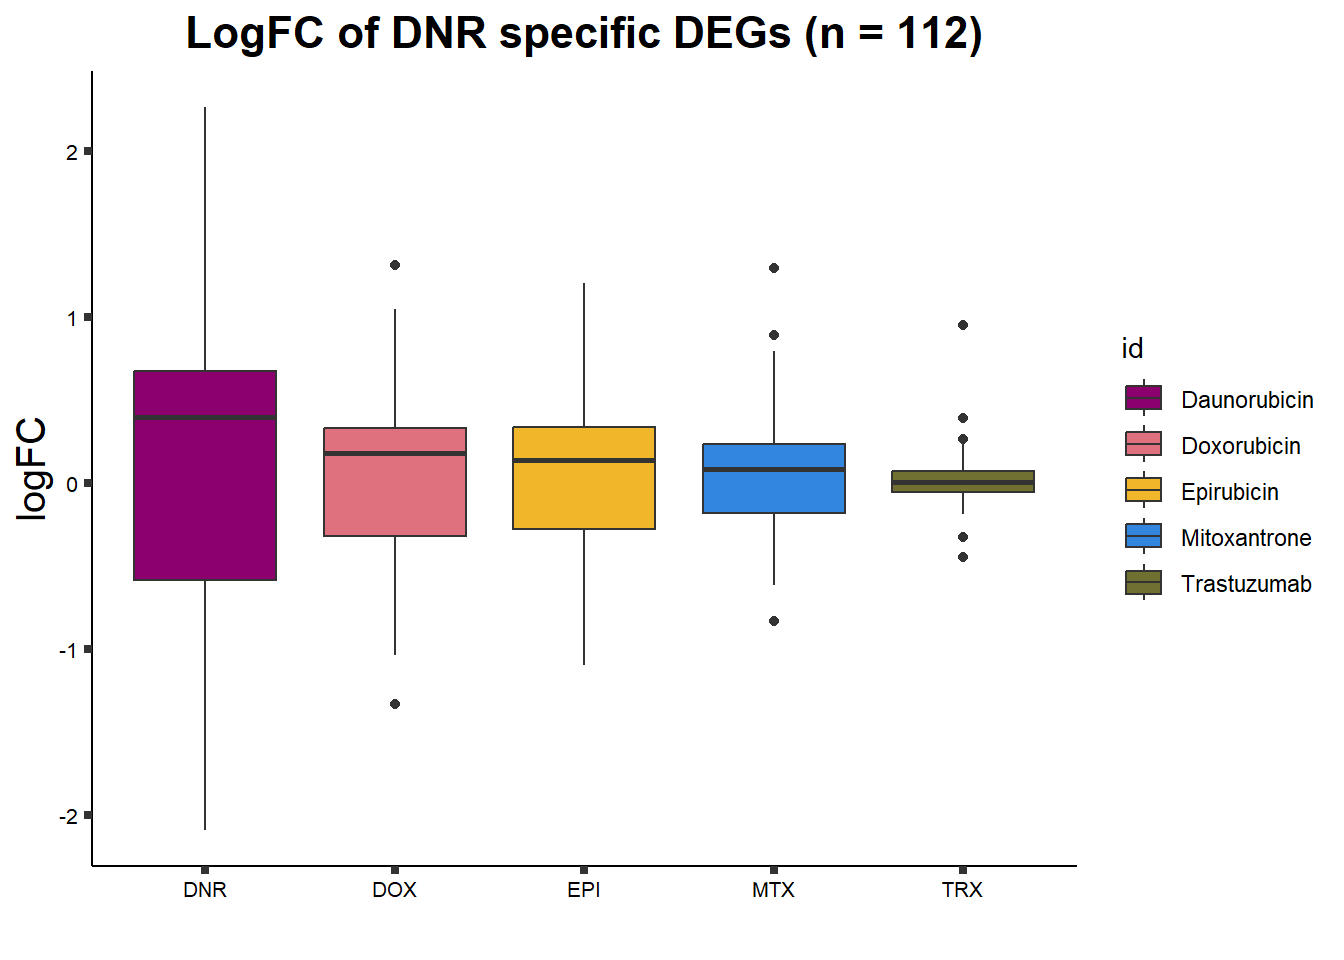 LogFC of DNR specific DEGs (n = 112)
logFC
2
1
0
-1
-2
DNR
DOX
EPI
MTX
TRX
id
Daunorubicin
Doxorubicin
Epirubicin
Mitoxantrone
Trastuzumab